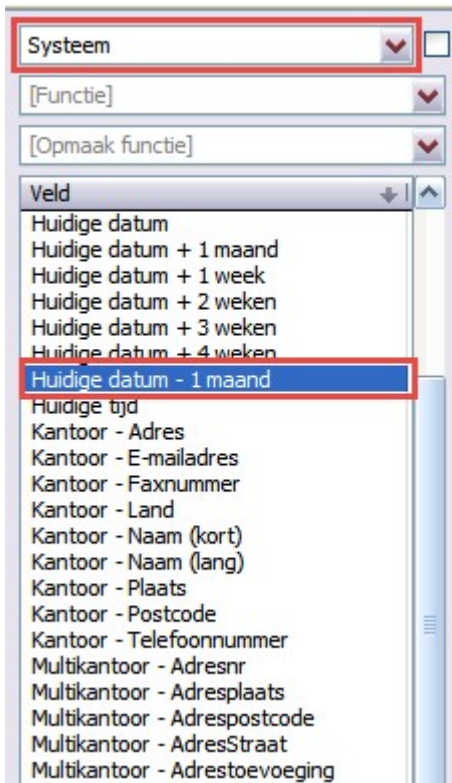 Systeem
[Functie]
[Opmaak functie]
Veld
Huidige datum
Huidige datum + 1 maand
Huidige datum + 1 week
Huidige datum + 2 weken
Huidige datum + 3 weken
Huidige datum + 4 weken
Huidige datum - 1 maand
Huidige tijd
Kantoor - Adres
Kantoor - E-mailadres
Kantoor - Faxnummer
Kantoor - Land
Kantoor - Naam (kort)
Kantoor - Naam (lang)
Kantoor - Plaats
Kantoor - Postcode
Kantoor - Telefoonnummer
Multikantoor - Adresnr
Multikantoor - Adresplaats
Multikantoor - Adrespostcode
Multikantoor - AdresStraat
Multikantoor - Adrestoevoeging